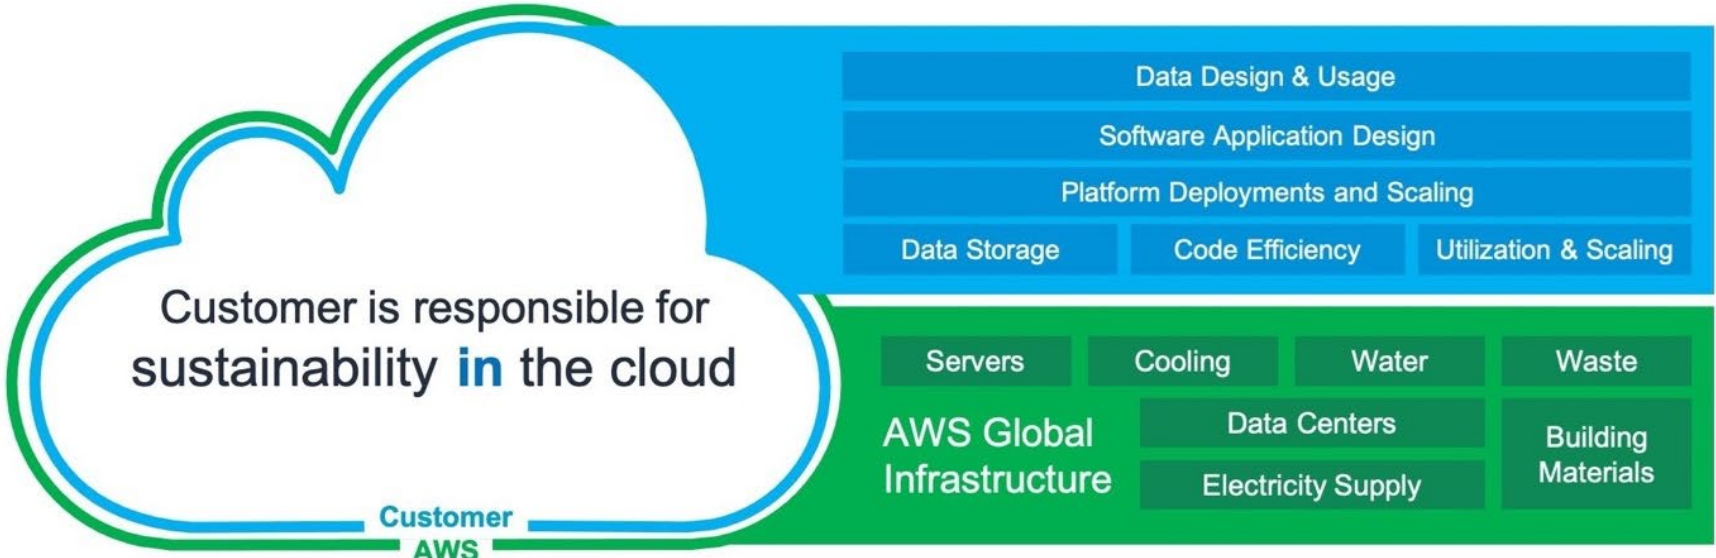 Data Design & Usage
Software Application Design
Platform Deployments and Scaling
Data Storage
Code Efficiency
Utilization & Scaling
Customer is responsible for
sustainability in the cloud
Servers
Cooling
Water
Waste
AWS Global
Infrastructure
Data Centers
Electricity Supply
Building
Materials
Customer
AWS